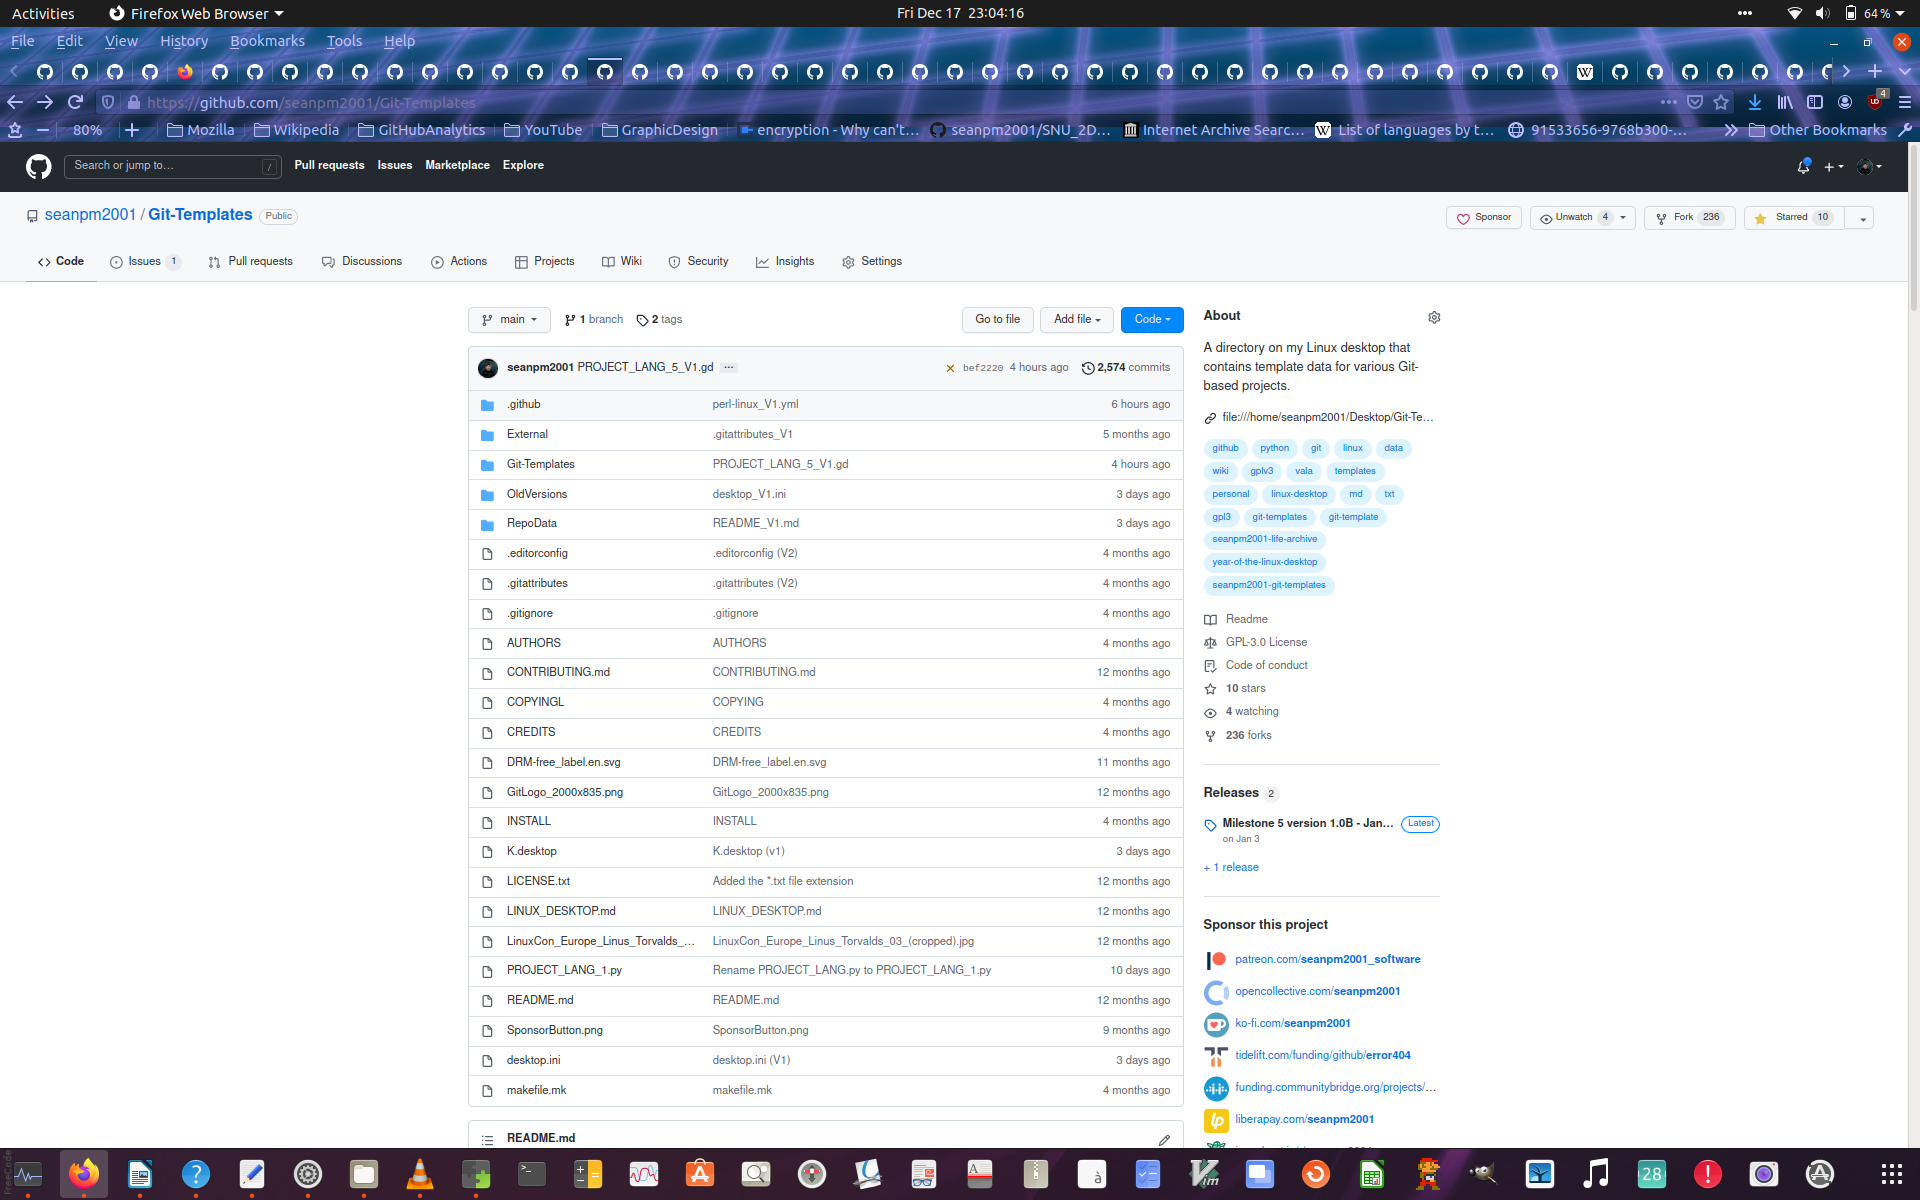 Activities Firefox Web Browser Fri Dec 17 23:04:16 64 %
File Edit View History Bookmarks Tools Help
https://github.com/seanpm2001/Git-Templates 4
80% Mozilla Wikipedia GitHubAnalytics YouTube GraphicDesign encryption - Why can't… seanpm2001/SNU_2D… Internet Archive Searc… List of languages by t… 91533656-9768b300-… Other Bookmarks
Search or jump to… / Pull requests Issues Marketplace Explore
seanpm2001 / Git-Templates Public Sponsor Unwatch 4 Fork 236 Starred 10
Code Issues 1 Pull requests Discussions Actions Projects Wiki Security Insights Settings
main 1 branch 2 tags Go to file Add file Code
seanpm2001 PROJECT_LANG_5_V1.gd … bef2220 4 hours ago 2,574 commits
.github perl-linux_V1.yml 6 hours ago
External .gitattributes_V1 5 months ago
Git-Templates PROJECT_LANG_5_V1.gd 4 hours ago
OldVersions desktop_V1.ini 3 days ago
RepoData README_V1.md 3 days ago
.editorconfig .editorconfig (V2) 4 months ago
.gitattributes .gitattributes (V2) 4 months ago
.gitignore .gitignore 4 months ago
AUTHORS AUTHORS 4 months ago
CONTRIBUTING.md CONTRIBUTING.md 12 months ago
COPYINGL COPYING 4 months ago
CREDITS CREDITS 4 months ago
DRM-free_label.en.svg DRM-free_label.en.svg 11 months ago
GitLogo_2000x835.png GitLogo_2000x835.png 12 months ago
INSTALL INSTALL 4 months ago
K.desktop K.desktop (v1) 3 days ago
LICENSE.txt Added the *.txt file extension 12 months ago
LINUX_DESKTOP.md LINUX_DESKTOP.md 12 months ago
LinuxCon_Europe_Linus_Torvalds_… LinuxCon_Europe_Linus_Torvalds_03_(cropped).jpg 12 months ago
PROJECT_LANG_1.py Rename PROJECT_LANG.py to PROJECT_LANG_1.py 10 days ago
README.md README.md 12 months ago
SponsorButton.png SponsorButton.png 9 months ago
desktop.ini desktop.ini (V1) 3 days ago
makefile.mk makefile.mk 4 months ago
README.md
About
A directory on my Linux desktop that
contains template data for various Git-
based projects.
file:///home/seanpm2001/Desktop/Git-Te…
github python git linux data
wiki gplv3 vala templates
personal linux-desktop md txt
gpl3 git-templates git-template
seanpm2001-life-archive
year-of-the-linux-desktop
seanpm2001-git-templates
Readme
GPL-3.0 License
Code of conduct
10 stars
4 watching
236 forks
Releases 2
Milestone 5 version 1.0B - Jan… Latest
on Jan 3
+ 1 release
Sponsor this project
patreon.com/seanpm2001_software
opencollective.com/seanpm2001
ko-fi.com/seanpm2001
tidelift.com/funding/github/error404
funding.communitybridge.org/projects/…
liberapay.com/seanpm2001
28